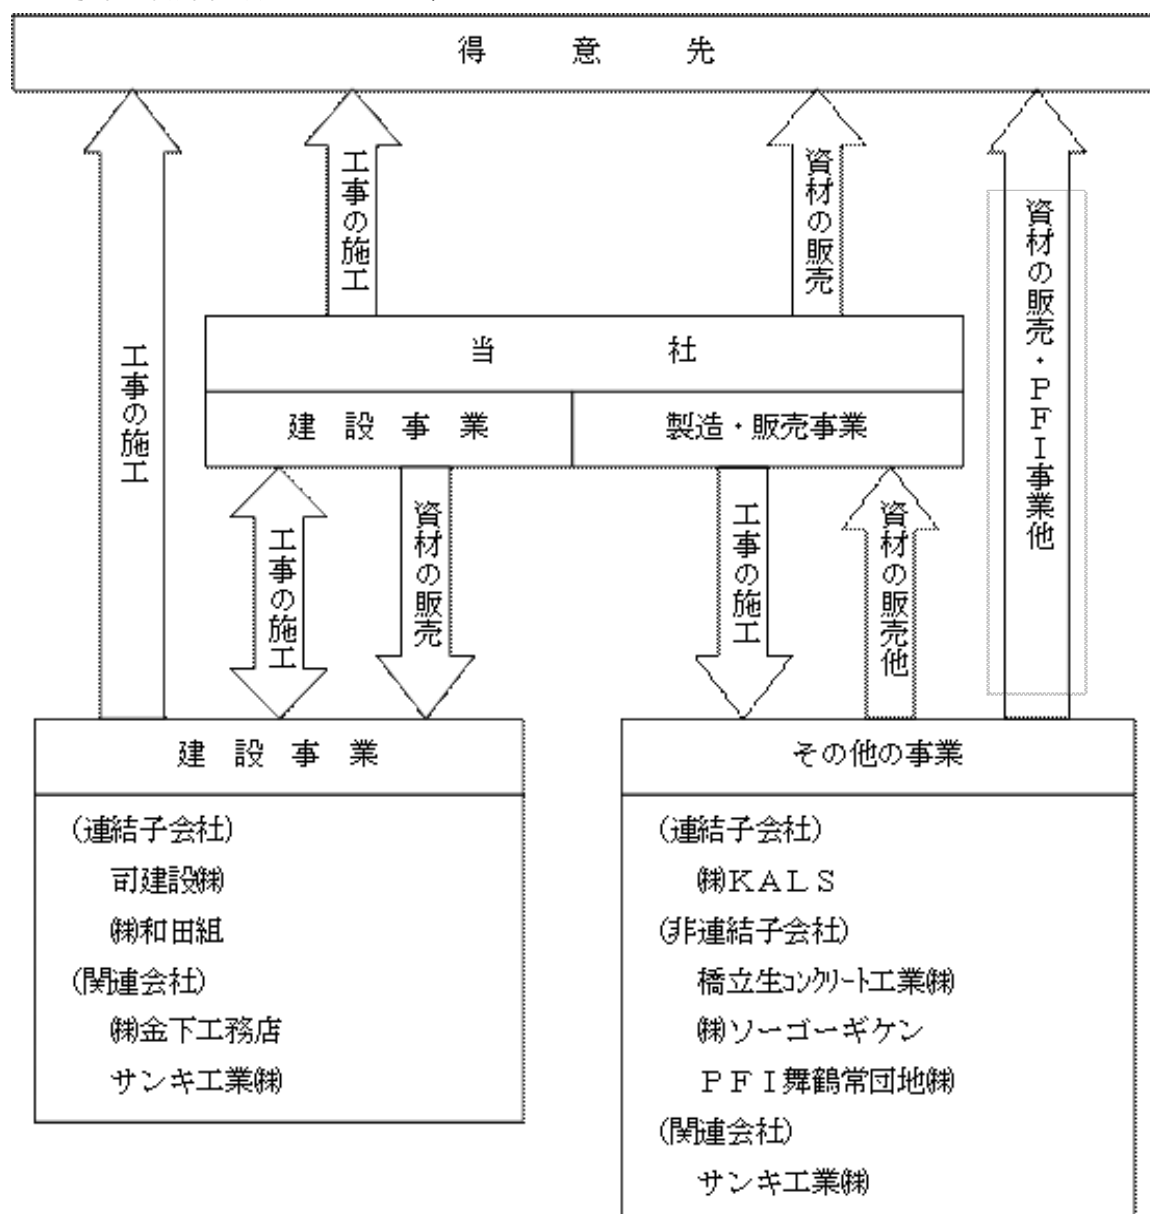 得意先
工事の施工
工事の施工
資材の販売
資材の販売・ＰＦＩ事業他
当社
建設事業
製造・販売事業
工事の施工
資材の販売
工事の施工
資材の販売他
建設事業
(連結子会社)
司建設㈱
㈱和田組
(関連会社)
㈱金下工務店
サンキ工業㈱
その他の事業
(連結子会社)
㈱ＫＡＬＳ
(非連結子会社)
橋立生ｺﾝｸﾘｰﾄ工業㈱
㈱ソーゴーギケン
ＰＦＩ舞鶴常団地㈱
(関連会社)
サンキ工業㈱